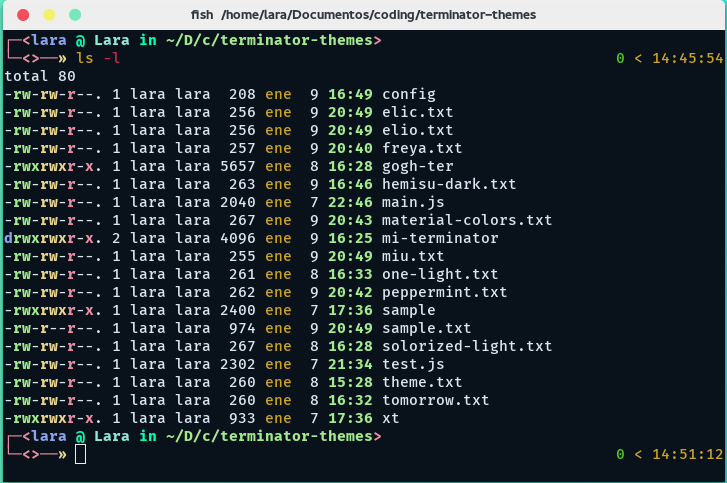 fish /home/lara/Documentos/coding/terminator-themes
┌─<lara @ Lara in ~/D/c/terminator-themes>
└─<>──» ls -l 0 < 14:45:54
total 80
-rw-rw-r--. 1 lara lara  208 ene  9 16:49 config
-rw-rw-r--. 1 lara lara  256 ene  9 20:49 elic.txt
-rw-rw-r--. 1 lara lara  256 ene  9 20:49 elio.txt
-rw-rw-r--. 1 lara lara  257 ene  9 20:40 freya.txt
-rwxrwxr-x. 1 lara lara 5657 ene  8 16:28 gogh-ter
-rw-rw-r--. 1 lara lara  263 ene  9 16:46 hemisu-dark.txt
-rw-rw-r--. 1 lara lara 2040 ene  7 22:46 main.js
-rw-rw-r--. 1 lara lara  267 ene  9 20:43 material-colors.txt
drwxrwxr-x. 2 lara lara 4096 ene  9 16:25 mi-terminator
-rw-rw-r--. 1 lara lara  255 ene  9 20:49 miu.txt
-rw-rw-r--. 1 lara lara  261 ene  8 16:33 one-light.txt
-rw-rw-r--. 1 lara lara  262 ene  9 20:42 peppermint.txt
-rwxrwxr-x. 1 lara lara 2400 ene  7 17:36 sample
-rw-r--r--. 1 lara lara  974 ene  9 20:49 sample.txt
-rw-rw-r--. 1 lara lara  267 ene  8 16:28 solorized-light.txt
-rw-rw-r--. 1 lara lara 2302 ene  7 21:34 test.js
-rw-rw-r--. 1 lara lara  260 ene  8 15:28 theme.txt
-rw-rw-r--. 1 lara lara  260 ene  8 16:32 tomorrow.txt
-rwxrwxr-x. 1 lara lara  933 ene  7 17:36 xt
┌─<lara @ Lara in ~/D/c/terminator-themes>
└─<>──» 0 < 14:51:12